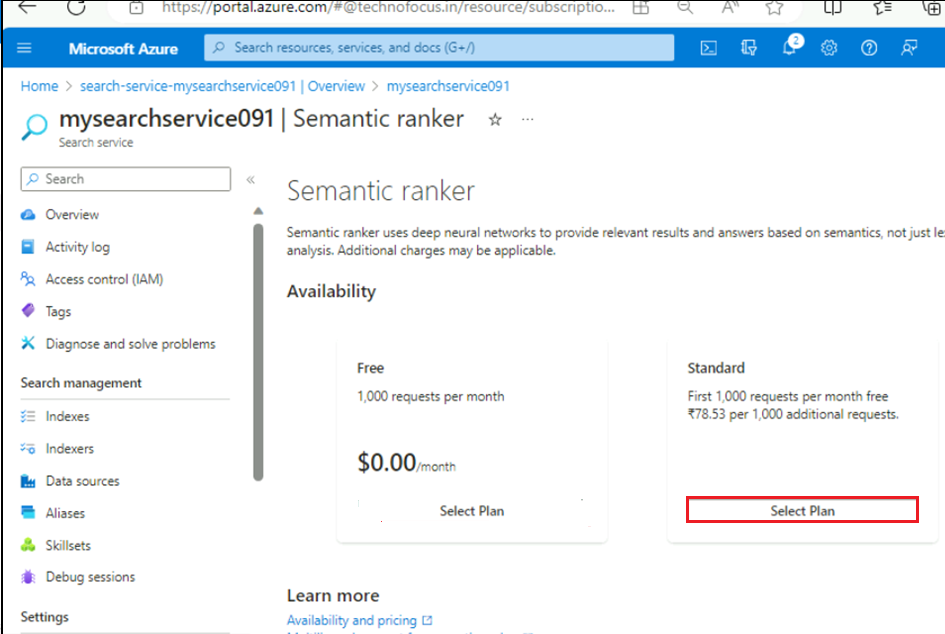 https://portal.azure.com/#@technofocus.in/resource/subscriptio...
Microsoft Azure
Search resources, services, and docs (G+/)
2
Home > search-service-mysearchservice091 | Overview > mysearchservice091
mysearchservice091 | Semantic ranker
Search service
Search
Overview
Activity log
Access control (IAM)
Tags
Diagnose and solve problems
Search management
Indexes
Indexers
Data sources
Aliases
Skillsets
Debug sessions
Settings
Semantic ranker
Semantic ranker uses deep neural networks to provide relevant results and answers based on semantics, not just le
analysis. Additional charges may be applicable.
Availability
Free
1,000 requests per month
$0.00/month
Select Plan
Standard
First 1,000 requests per month free
₹78.53 per 1,000 additional requests.
Select Plan
Learn more
Availability and pricing